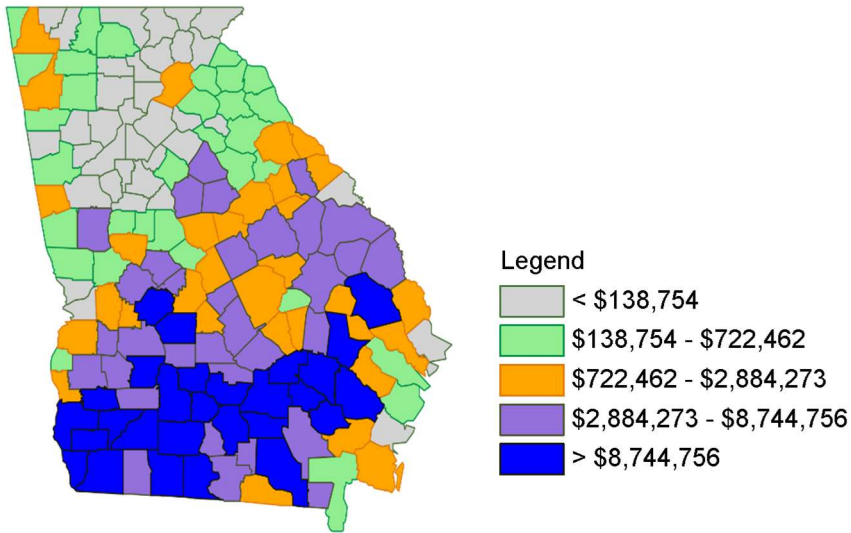 Legend
< $138,754
$138,754 - $722,462
$722,462 - $2,884,273
$2,884,273 - $8,744,756
> $8,744,756